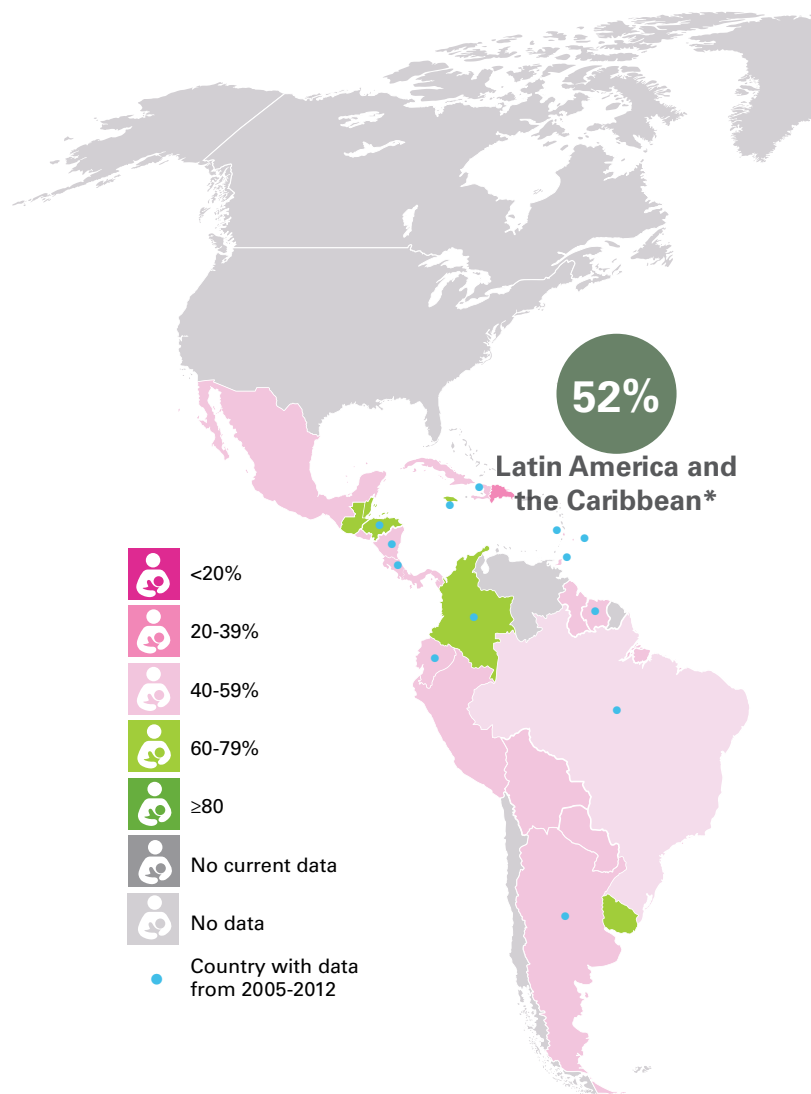 52%
Latin America and
the Caribbean*
<20%
20-39%
40-59%
60-79%
≥80
No current data
No data
Country with data
from 2005-2012